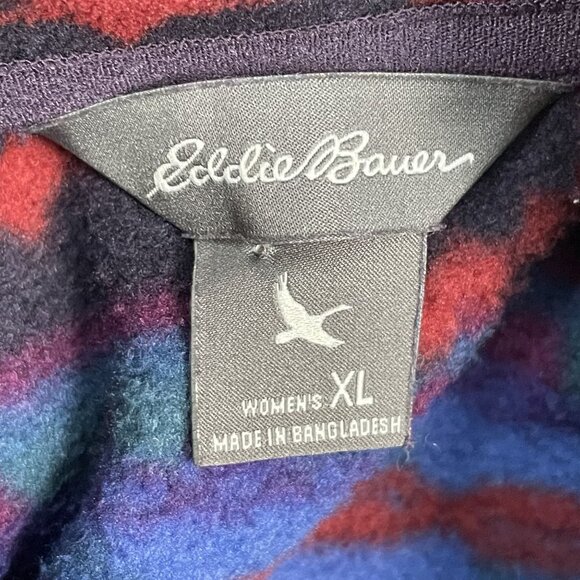 Eddie Bauer
WOMEN'S XL
MADE IN BANGLADESH